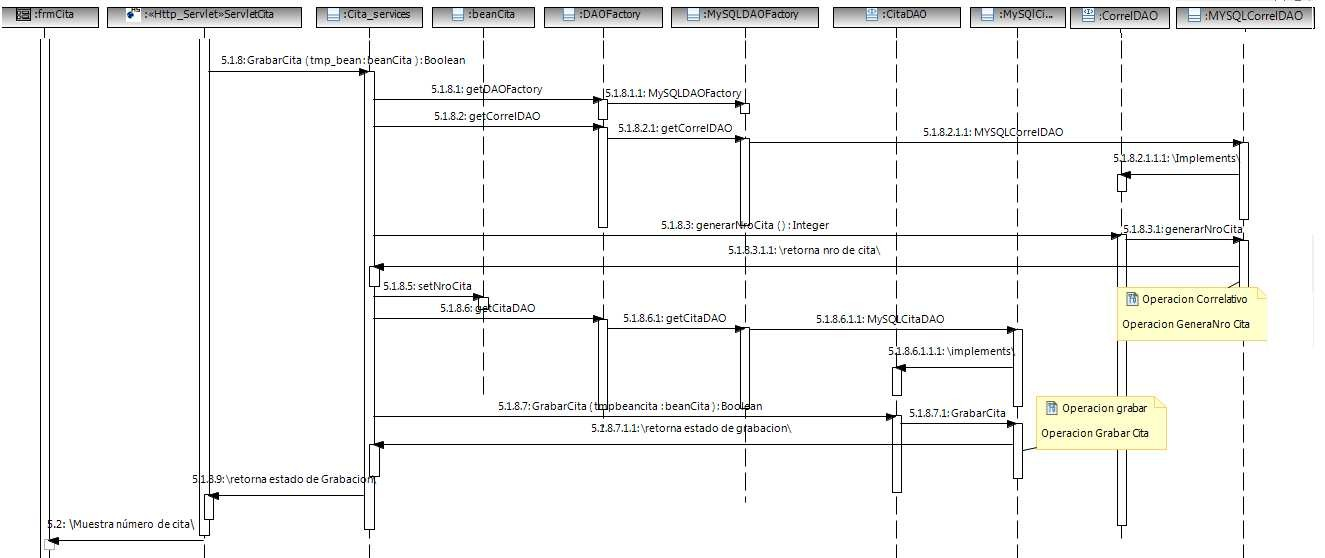 :frmCita
:«Http_Servlet»ServletCita
:Cita_services
:beanCita
:DAOFactory
:MySQLDAOFactory
:CitaDAO
:MySQlCi...
:CorrelDAO
:MYSQLCorrelDAO
5.1.8: GrabarCita ( tmp_bean : beanCita ) : Boolean
5.1.8.1: getDAOFactory
5.1.8.1.1: MySQLDAOFactory
5.1.8.2: getCorrelDAO
5.1.8.2.1: getCorrelDAO
5.1.8.2.1.1: MYSQLCorrelDAO
5.1.8.2.1.1.1: \Implements\
5.1.8.3: generarNroCita ( ) : Integer
5.1.8.3.1: generarNroCita
5.1.8.3.1.1: \retorna nro de cita\
5.1.8.5: setNroCita
Operacion Correlativo
Operacion GeneraNro Cita
5.1.8.6: getCitaDAO
5.1.8.6.1: getCitaDAO
5.1.8.6.1.1: MySQLCitaDAO
5.1.8.6.1.1.1: \implements\
5.1.8.7: GrabarCita ( tmpbeancita : beanCita ) : Boolean
5.1.8.7.1: GrabarCita
Operacion grabar
Operacion Grabar Cita
5.1.8.7.1.1: \retorna estado de grabacion\
5.1.8.9: \retorna estado de Grabacion\
5.2: \Muestra número de cita\